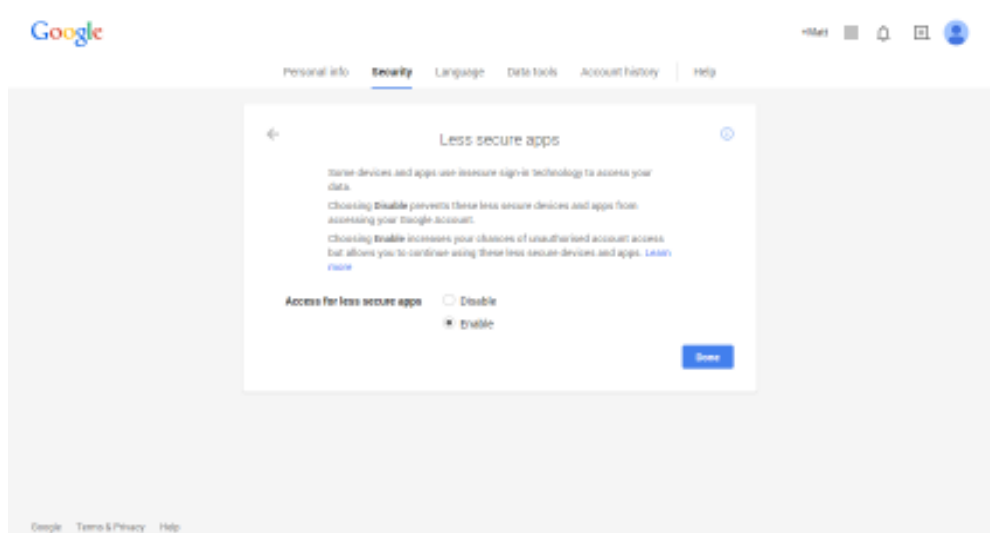 Google
+Matt
Personal info Security Language Data tools Account history Help
Less secure apps
Some devices and apps use insecure sign-in technology to access your
data.
Choosing Disable prevents these less secure devices and apps from
accessing your Google Account.
Choosing Enable increases your chances of unauthorised account access
but allows you to continue using these less secure devices and apps. Learn
more
Access for less secure apps Disable
Enable
Done
Google Terms & Privacy Help